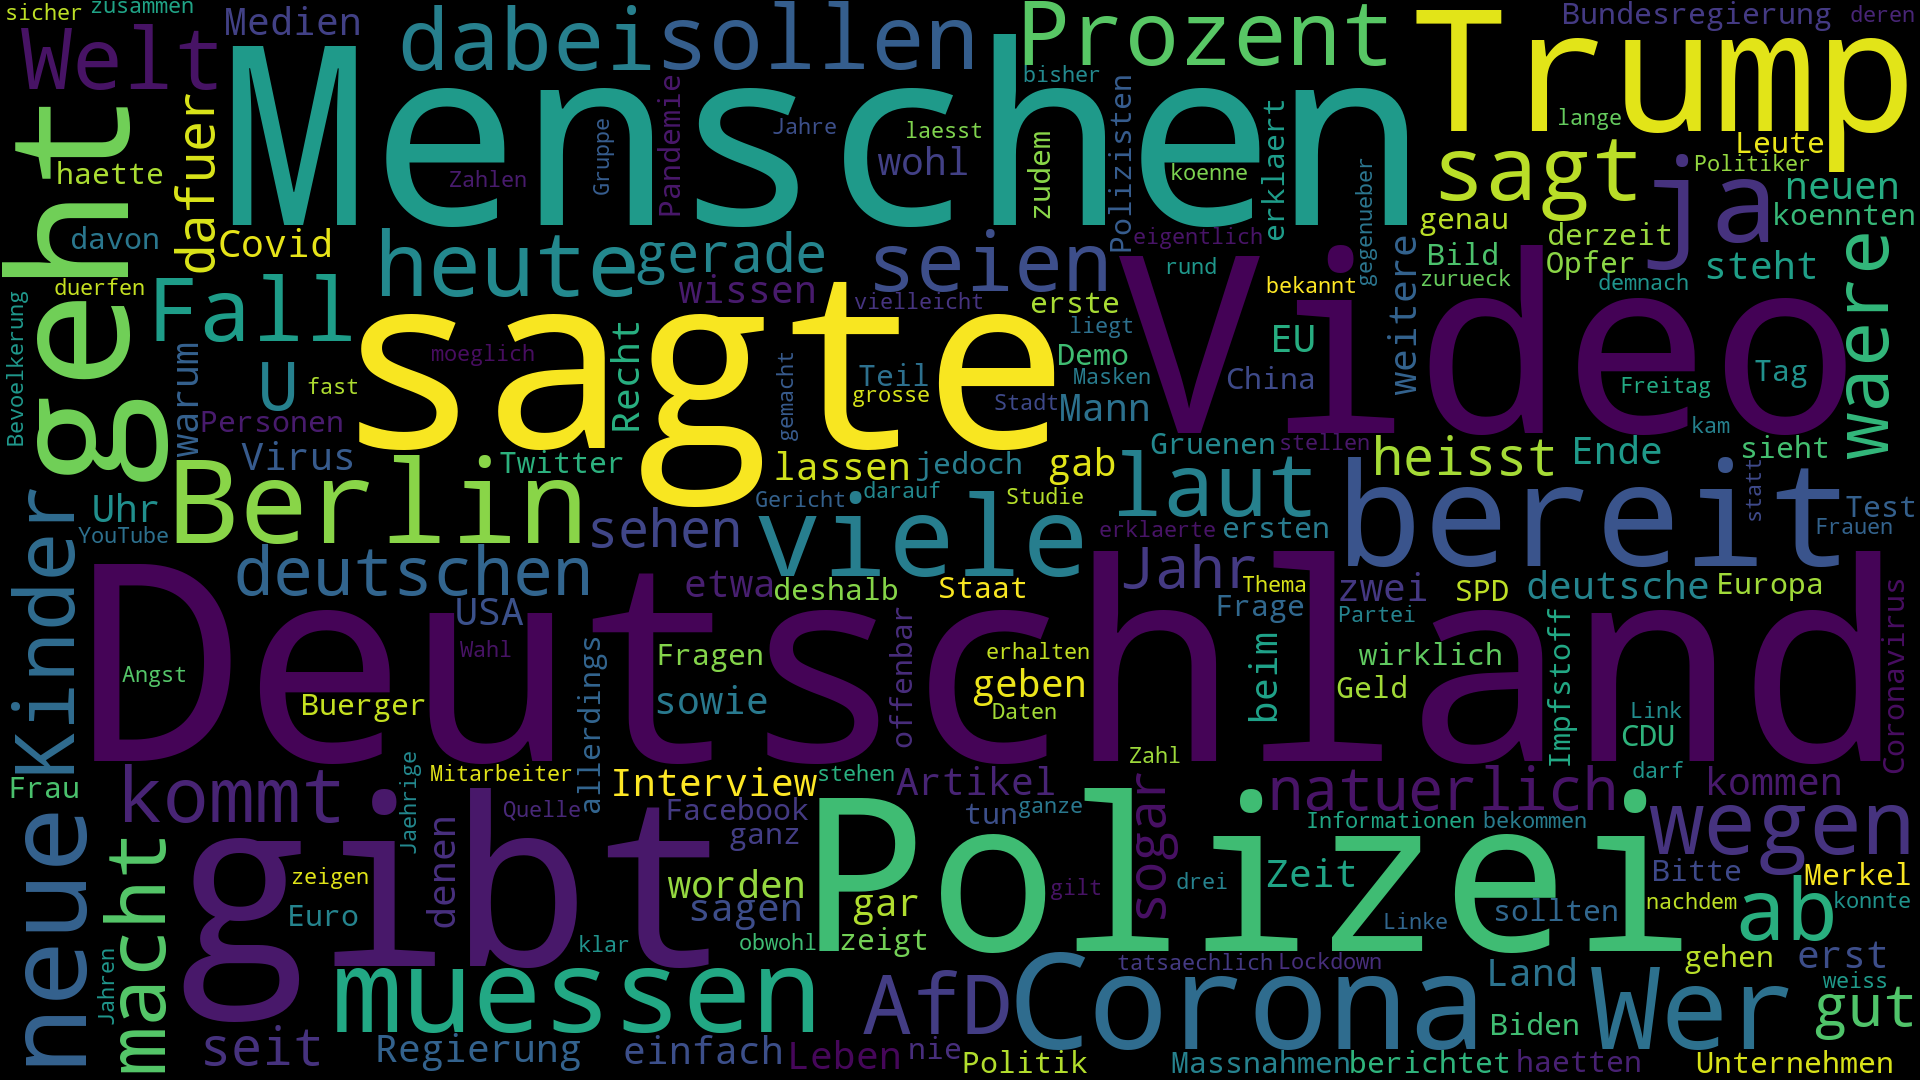 sicher zusammen
Medien
dabei
sollen
Prozent
Trump
Bundesregierung
deren
Welt
Menschen
bisher
Pandemie
Polizisten
Jahre
laesst
lange
Leute
geht
dafuer
haette
Zahlen
Gruppe
wohl
zudem
koenne
erklaert
gegenueber
sagt
ja
Politiker
neuen
koennten
genau
davon
Covid
heute
gerade
seien
eigentlich
Bild
derzeit
Opfer
steht
waere
duerfen
Fall
wissen
vielleicht
erste
rund
bekannt
weitere
zurueck
demnach
Bevoelkerung
sagte
Video
liegt
EU
warum
U
fast
moeglich
Recht
gemacht
Teil
grosse
Demo
Masken
China
Freitag
Tag
Personen
Stadt
Mann
kam
Virus
Twitter
lassen
jedoch
gab
Gruenen
stellen
heisst
Ende
sieht
Berlin
Uhr
YouTube
Gericht
darauf
Studie
laut
bereit
statt
Test
Frauen
Kinder
sehen
viele
erklaerte
ersten
deutschen
etwa
deshalb
Staat
Jahr
Thema
zwei
SPD
deutsche
Europa
USA
Frage
Partei
Coronavirus
Deutschland
Wahl
Angst
Fragen
offenbar
erhalten
beim
wirklich
Impfstoff
Buerger
allerdings
sowie
geben
Daten
Geld
Link
CDU
Zahl
Frau
kommt
Jaehrige
Mitarbeiter
Interview
stehen
Artikel
sogar
natuerlich
darf
kommen
neue
macht
gibt
Quelle
Facebook
ganz
Polizei
tun
ganze
Informationen
bekommen
wegen
denen
zeigen
worden
gar
gilt
drei
Zeit
Bitte
Merkel
Euro
sagen
Linke
sollten
nachdem
ab
konnte
klar
obwohl
zeigt
Jahren
muessen
AfD
Corona
tatsaechlich
Lockdown
Land
Wer
gehen
erst
weiss
gut
seit
Regierung
einfach
Leben
nie
Politik
Massnahmen
berichtet
Biden
haetten
Unternehmen